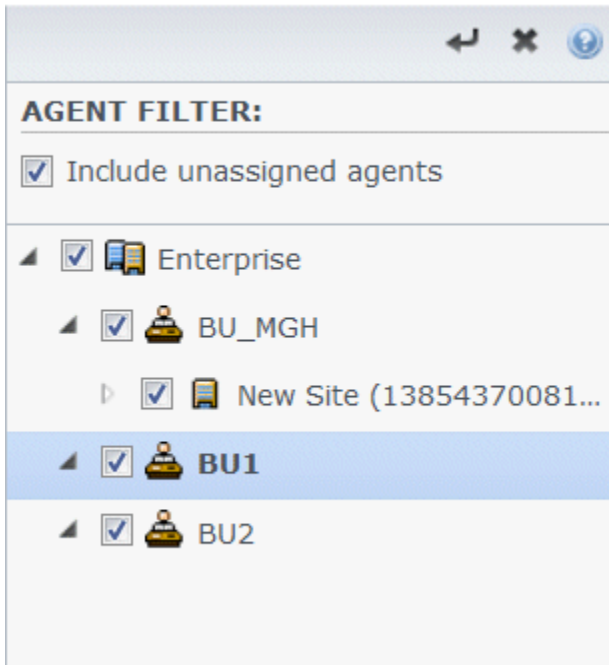 AGENT FILTER:
Include unassigned agents
Enterprise
BU_MGH
New Site (13854370081...
BU1
BU2